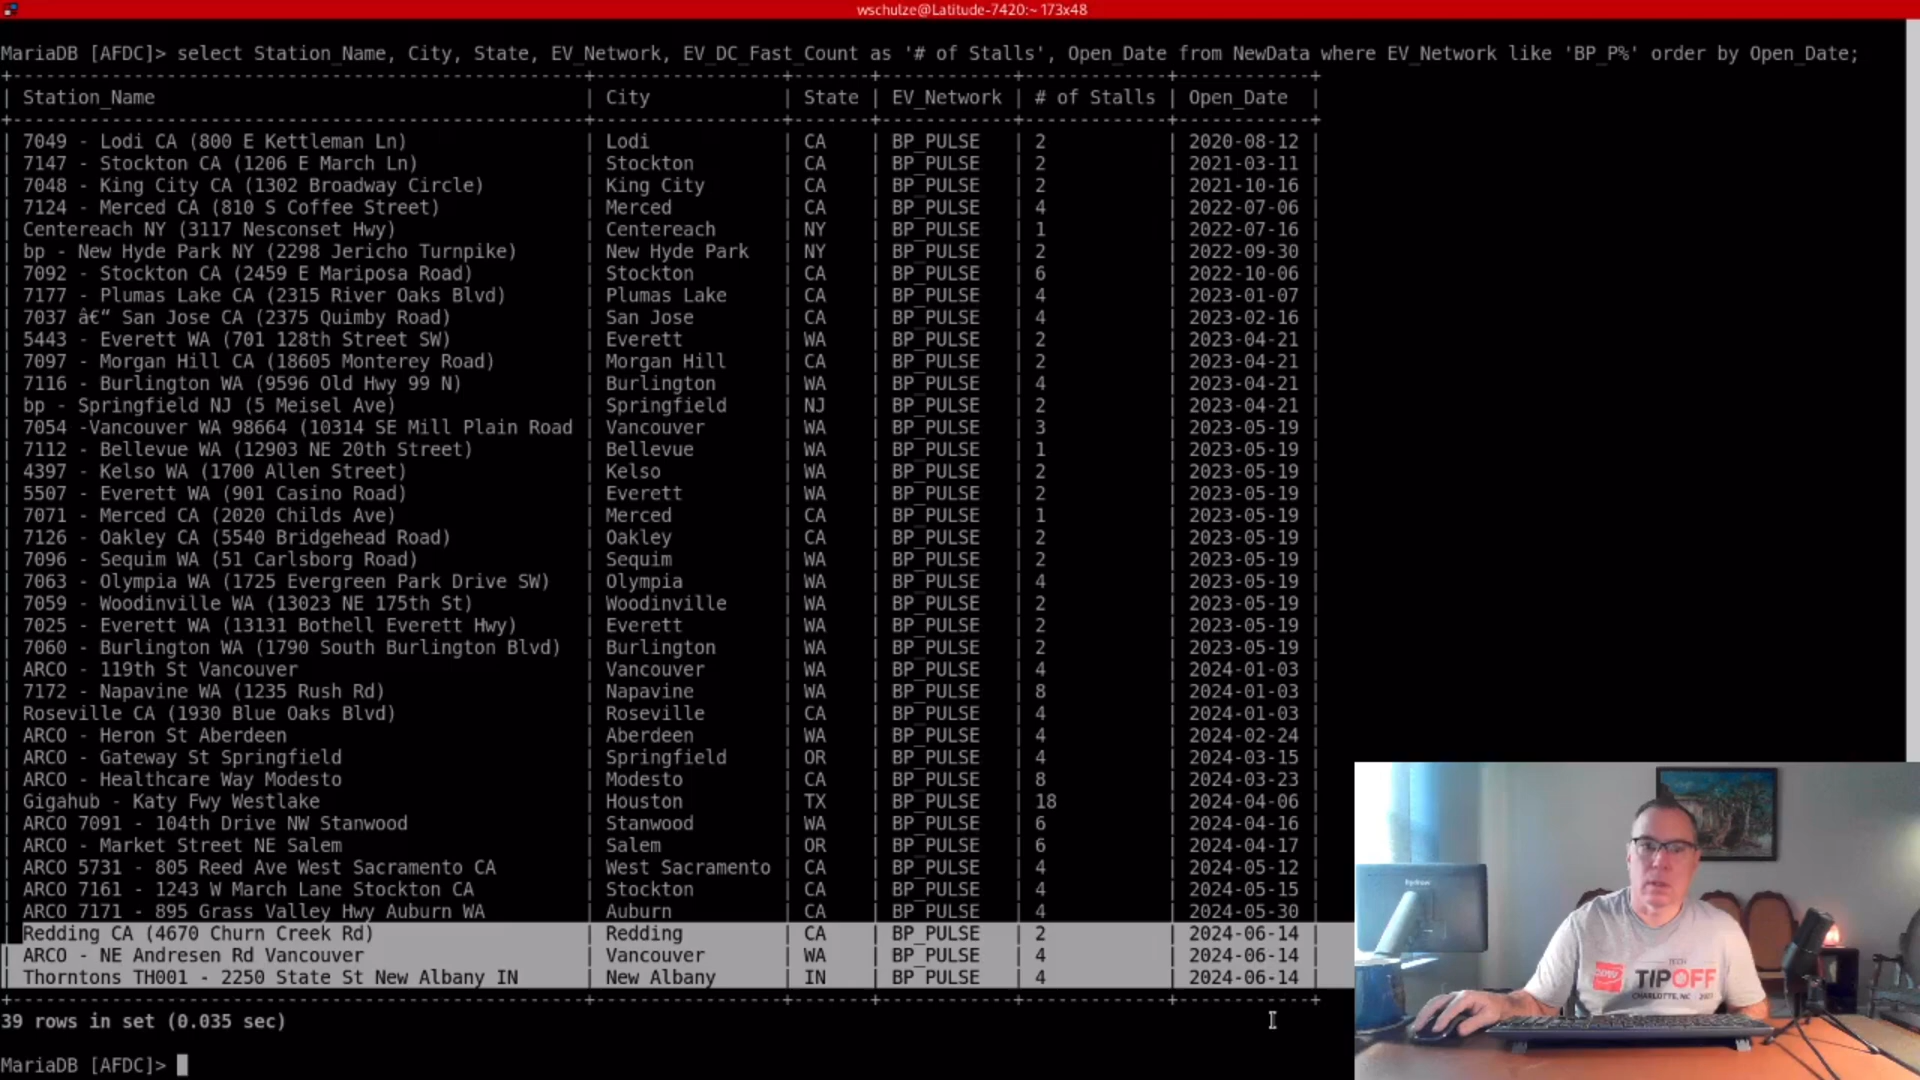 wschulze@Latitude-7420:~ 173x48
MariaDB [AFDC]> select Station_Name, City, State, EV_Network, EV_DC_Fast_Count as '# of Stalls', Open_Date from NewData where EV_Network like 'BP_P%' order by Open_Date;
| Station_Name | City | State | EV_Network | # of Stalls | Open_Date |
| 7049 - Lodi CA (800 E Kettleman Ln) | Lodi | CA | BP_PULSE | 2 | 2020-08-12 |
| 7147 - Stockton CA (1206 E March Ln) | Stockton | CA | BP_PULSE | 2 | 2021-03-11 |
| 7048 - King City CA (1302 Broadway Circle) | King City | CA | BP_PULSE | 2 | 2021-10-16 |
| 7124 - Merced CA (810 S Coffee Street) | Merced | CA | BP_PULSE | 4 | 2022-07-06 |
| Centereach NY (3117 Nesconset Hwy) | Centereach | NY | BP_PULSE | 1 | 2022-07-16 |
| bp - New Hyde Park NY (2298 Jericho Turnpike) | New Hyde Park | NY | BP_PULSE | 2 | 2022-09-30 |
| 7092 - Stockton CA (2459 E Mariposa Road) | Stockton | CA | BP_PULSE | 6 | 2022-10-06 |
| 7177 - Plumas Lake CA (2315 River Oaks Blvd) | Plumas Lake | CA | BP_PULSE | 4 | 2023-01-07 |
| 7037 â€“ San Jose CA (2375 Quimby Road) | San Jose | CA | BP_PULSE | 4 | 2023-02-16 |
| 5443 - Everett WA (701 128th Street SW) | Everett | WA | BP_PULSE | 2 | 2023-04-21 |
| 7097 - Morgan Hill CA (18605 Monterey Road) | Morgan Hill | CA | BP_PULSE | 2 | 2023-04-21 |
| 7116 - Burlington WA (9596 Old Hwy 99 N) | Burlington | WA | BP_PULSE | 4 | 2023-04-21 |
| bp - Springfield NJ (5 Meisel Ave) | Springfield | NJ | BP_PULSE | 2 | 2023-04-21 |
| 7054 -Vancouver WA 98664 (10314 SE Mill Plain Road | Vancouver | WA | BP_PULSE | 3 | 2023-05-19 |
| 7112 - Bellevue WA (12903 NE 20th Street) | Bellevue | WA | BP_PULSE | 1 | 2023-05-19 |
| 4397 - Kelso WA (1700 Allen Street) | Kelso | WA | BP_PULSE | 2 | 2023-05-19 |
| 5507 - Everett WA (901 Casino Road) | Everett | WA | BP_PULSE | 2 | 2023-05-19 |
| 7071 - Merced CA (2020 Childs Ave) | Merced | CA | BP_PULSE | 1 | 2023-05-19 |
| 7126 - Oakley CA (5540 Bridgehead Road) | Oakley | CA | BP_PULSE | 2 | 2023-05-19 |
| 7096 - Sequim WA (51 Carlsborg Road) | Sequim | WA | BP_PULSE | 2 | 2023-05-19 |
| 7063 - Olympia WA (1725 Evergreen Park Drive SW) | Olympia | WA | BP_PULSE | 4 | 2023-05-19 |
| 7059 - Woodinville WA (13023 NE 175th St) | Woodinville | WA | BP_PULSE | 2 | 2023-05-19 |
| 7025 - Everett WA (13131 Bothell Everett Hwy) | Everett | WA | BP_PULSE | 2 | 2023-05-19 |
| 7060 - Burlington WA (1790 South Burlington Blvd) | Burlington | WA | BP_PULSE | 2 | 2023-05-19 |
| ARCO - 119th St Vancouver | Vancouver | WA | BP_PULSE | 4 | 2024-01-03 |
| 7172 - Napavine WA (1235 Rush Rd) | Napavine | WA | BP_PULSE | 8 | 2024-01-03 |
| Roseville CA (1930 Blue Oaks Blvd) | Roseville | CA | BP_PULSE | 4 | 2024-01-03 |
| ARCO - Heron St Aberdeen | Aberdeen | WA | BP_PULSE | 4 | 2024-02-24 |
| ARCO - Gateway St Springfield | Springfield | OR | BP_PULSE | 4 | 2024-03-15 |
| ARCO - Healthcare Way Modesto | Modesto | CA | BP_PULSE | 8 | 2024-03-23 |
| Gigahub - Katy Fwy Westlake | Houston | TX | BP_PULSE | 18 | 2024-04-06 |
| ARCO 7091 - 104th Drive NW Stanwood | Stanwood | WA | BP_PULSE | 6 | 2024-04-16 |
| ARCO - Market Street NE Salem | Salem | OR | BP_PULSE | 6 | 2024-04-17 |
| ARCO 5731 - 805 Reed Ave West Sacramento CA | West Sacramento | CA | BP_PULSE | 4 | 2024-05-12 |
| ARCO 7161 - 1243 W March Lane Stockton CA | Stockton | CA | BP_PULSE | 4 | 2024-05-15 |
| ARCO 7171 - 895 Grass Valley Hwy Auburn WA | Auburn | CA | BP_PULSE | 4 | 2024-05-30 |
| Redding CA (4670 Churn Creek Rd) | Redding | CA | BP_PULSE | 2 | 2024-06-14 |
| ARCO - NE Andresen Rd Vancouver | Vancouver | WA | BP_PULSE | 4 | 2024-06-14 |
| Thorntons TH001 - 2250 State St New Albany IN | New Albany | IN | BP_PULSE | 4 | 2024-06-14 |
39 rows in set (0.035 sec)
MariaDB [AFDC]>
TECH
TIPOFF
CHARLOTTE, NC